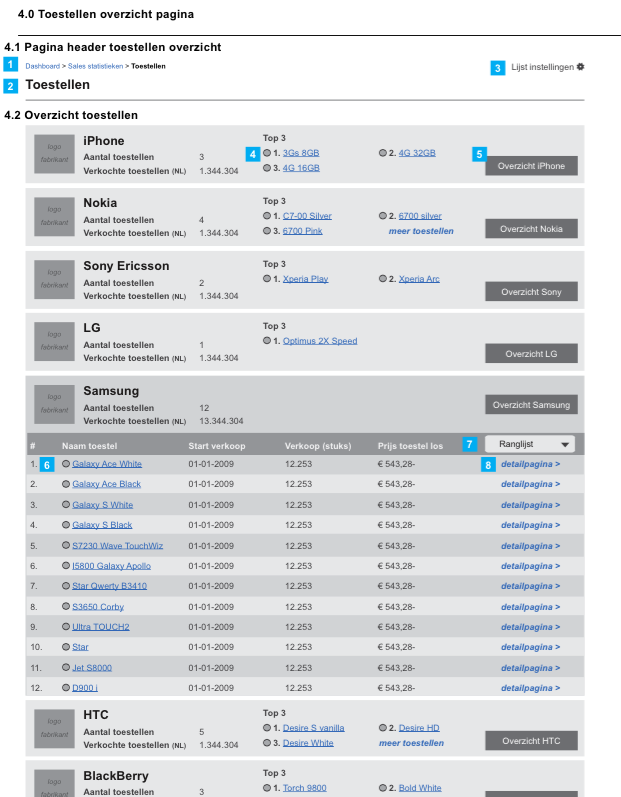 4.0 Toestellen overzicht pagina
4.1 Pagina header toestellen overzicht
1 Dashboard > Sales statistieken > Toestellen
3 Lijst instellingen
2 Toestellen
4.2 Overzicht toestellen
logo fabrikant
iPhone
Aantal toestellen 3
Verkochte toestellen (NL) 1.344.304
Top 3
4 1. 3Gs 8GB 2. 4G 32GB
3. 4G 16GB
5 Overzicht iPhone
logo fabrikant
Nokia
Aantal toestellen 4
Verkochte toestellen (NL) 1.344.304
Top 3
1. C7-00 Silver 2. 6700 silver
3. 6700 Pink meer toestellen
Overzicht Nokia
logo fabrikant
Sony Ericsson
Aantal toestellen 2
Verkochte toestellen (NL) 1.344.304
Top 3
1. Xperia Play 2. Xperia Arc
Overzicht Sony
logo fabrikant
LG
Aantal toestellen 1
Verkochte toestellen (NL) 1.344.304
Top 3
1. Optimus 2X Speed
Overzicht LG
logo fabrikant
Samsung
Aantal toestellen 12
Verkochte toestellen (NL) 13.344.304
Overzicht Samsung
# Naam toestel Start verkoop Verkoop (stuks) Prijs toestel los 7 Ranglijst
1. 6 Galaxy Ace White 01-01-2009 12.253 € 543,28- 8 detailpagina >
2. Galaxy Ace Black 01-01-2009 12.253 € 543,28- detailpagina >
3. Galaxy S White 01-01-2009 12.253 € 543,28- detailpagina >
4. Galaxy S Black 01-01-2009 12.253 € 543,28- detailpagina >
5. S7230 Wave TouchWiz 01-01-2009 12.253 € 543,28- detailpagina >
6. I5800 Galaxy Apollo 01-01-2009 12.253 € 543,28- detailpagina >
7. Star Qwerty B3410 01-01-2009 12.253 € 543,28- detailpagina >
8. S3650 Corby 01-01-2009 12.253 € 543,28- detailpagina >
9. Ultra TOUCH2 01-01-2009 12.253 € 543,28- detailpagina >
10. Star 01-01-2009 12.253 € 543,28- detailpagina >
11. Jet S8000 01-01-2009 12.253 € 543,28- detailpagina >
12. D900 i 01-01-2009 12.253 € 543,28- detailpagina >
logo fabrikant
HTC
Aantal toestellen 5
Verkochte toestellen (NL) 1.344.304
Top 3
1. Desire S vanilla 2. Desire HD
3. Desire White meer toestellen
Overzicht HTC
logo fabrikant
BlackBerry
Aantal toestellen 3
Top 3
1. Torch 9800 2. Bold White